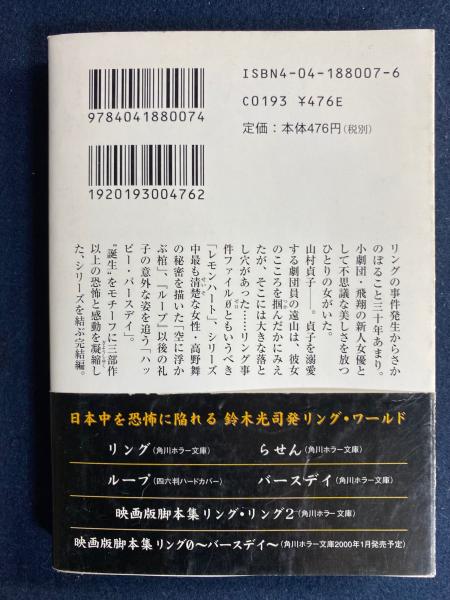 ISBN4-04-188007-6
C0193 ¥476E
定価：本体476円(税別)
9784041880074
1920193004762
リングの事件発生からさか
のぼること三十年あまり。
小劇団・飛翔の新人女優と
して不思議な美しさを放つ
ひとりの女がいた。
山村貞子――。貞子を溺愛
する劇団員の遠山は、彼女
のこころを掴んだかにみえ
たが、そこには大きな落と
し穴があった……リング事
件ファイル0ともいうべき
「レモンハート」、シリーズ
中最も清楚な女性・高野舞
の秘密を描いた「空に浮か
ぶ棺」、『ループ』以後の礼
子の意外な姿を追う「ハッ
ピー・バースデイ」。
"誕生"をモチーフに三部作
以上の恐怖と感動を凝縮し
た、シリーズを結ぶ完結編。
日本中を恐怖に陥れる 鈴木光司発リング・ワールド
リング(角川ホラー文庫) らせん(角川ホラー文庫)
ループ(四六判ハードカバー) バースデイ(角川ホラー文庫)
映画版脚本集リング・リング2(角川ホラー文庫)
映画版脚本集リング0〜バースデイ〜(角川ホラー文庫2000年1月発売予定)